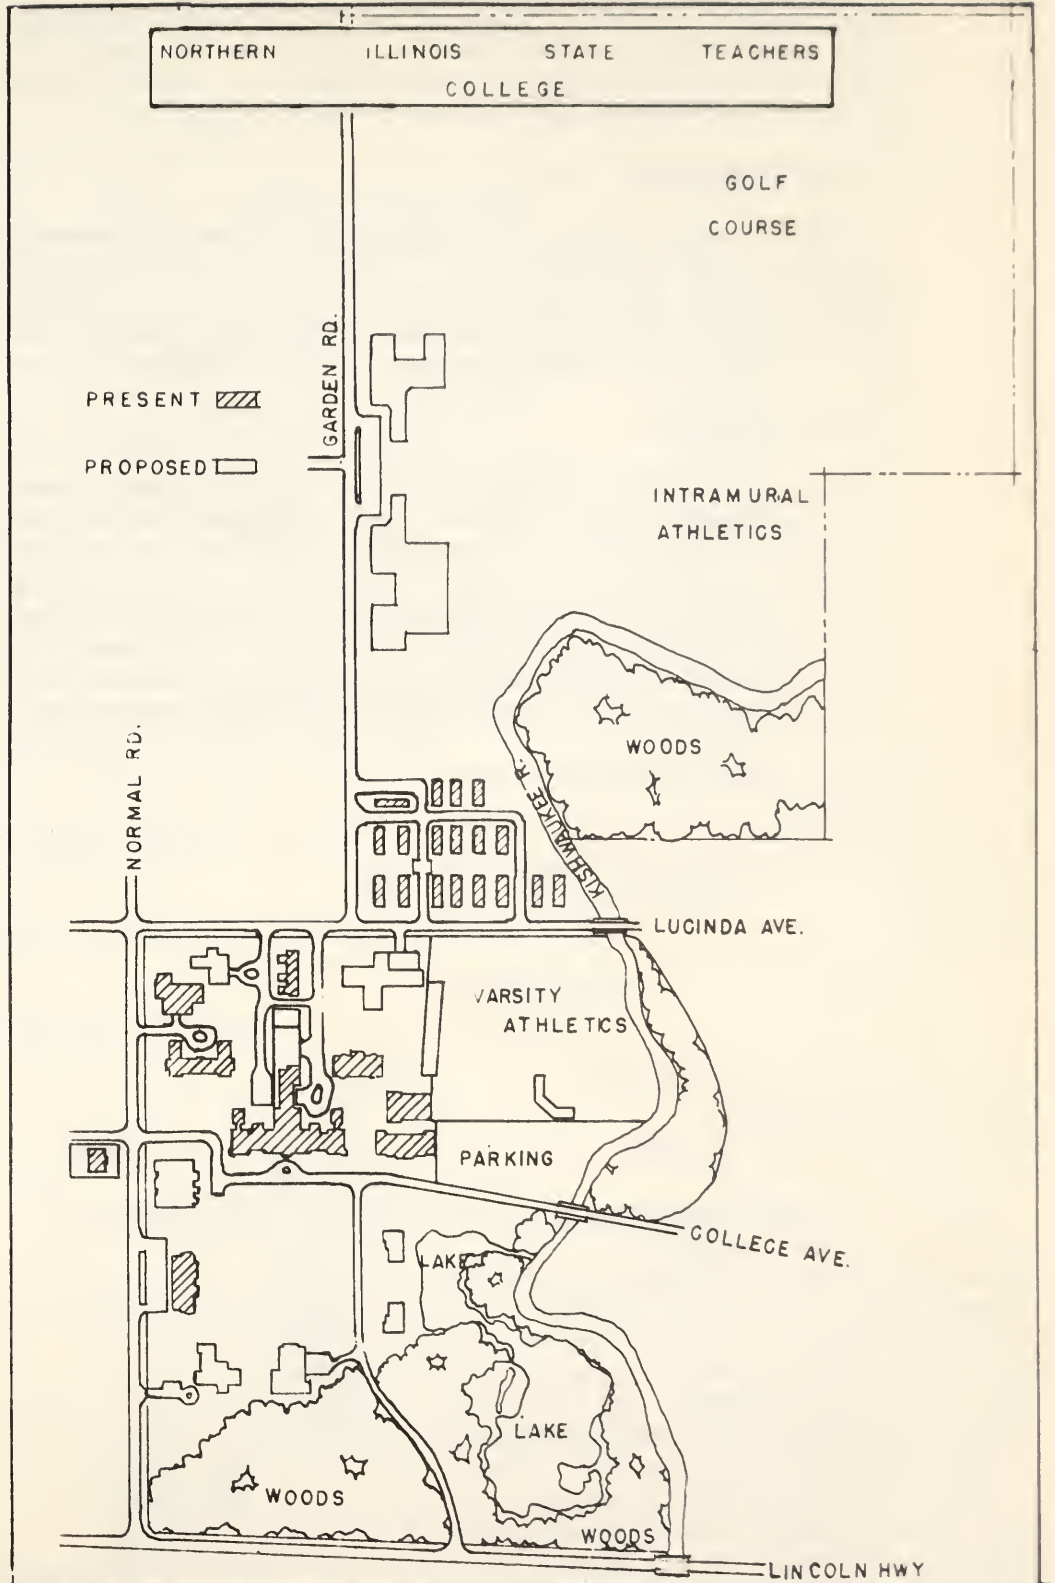 NORTHERN ILLINOIS STATE TEACHERS
COLLEGE
GOLF
COURSE
GARDEN RD.
PRESENT
PROPOSED
INTRAMURAL
ATHLETICS
WOODS
NORMAL RD.
KISHWAUKEE R.
LUCINDA AVE.
VARSITY
ATHLETICS
PARKING
COLLEGE AVE.
LAKE
LAKE
WOODS
WOODS
LINCOLN HWY